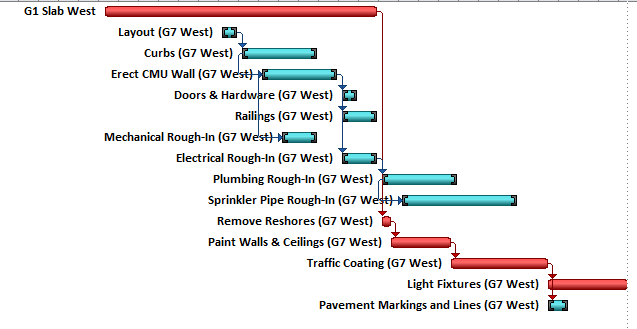 G1 Slab West
Layout (G7 West)
Curbs (G7 West)
Erect CMU Wall (G7 West)
Doors & Hardware (G7 West)
Railings (G7 West)
Mechanical Rough-In (G7 West)
Electrical Rough-In (G7 West)
Plumbing Rough-In (G7 West)
Sprinkler Pipe Rough-In (G7 West)
Remove Reshores (G7 West)
Paint Walls & Ceilings (G7 West)
Traffic Coating (G7 West)
Light Fixtures (G7 West)
Pavement Markings and Lines (G7 West)